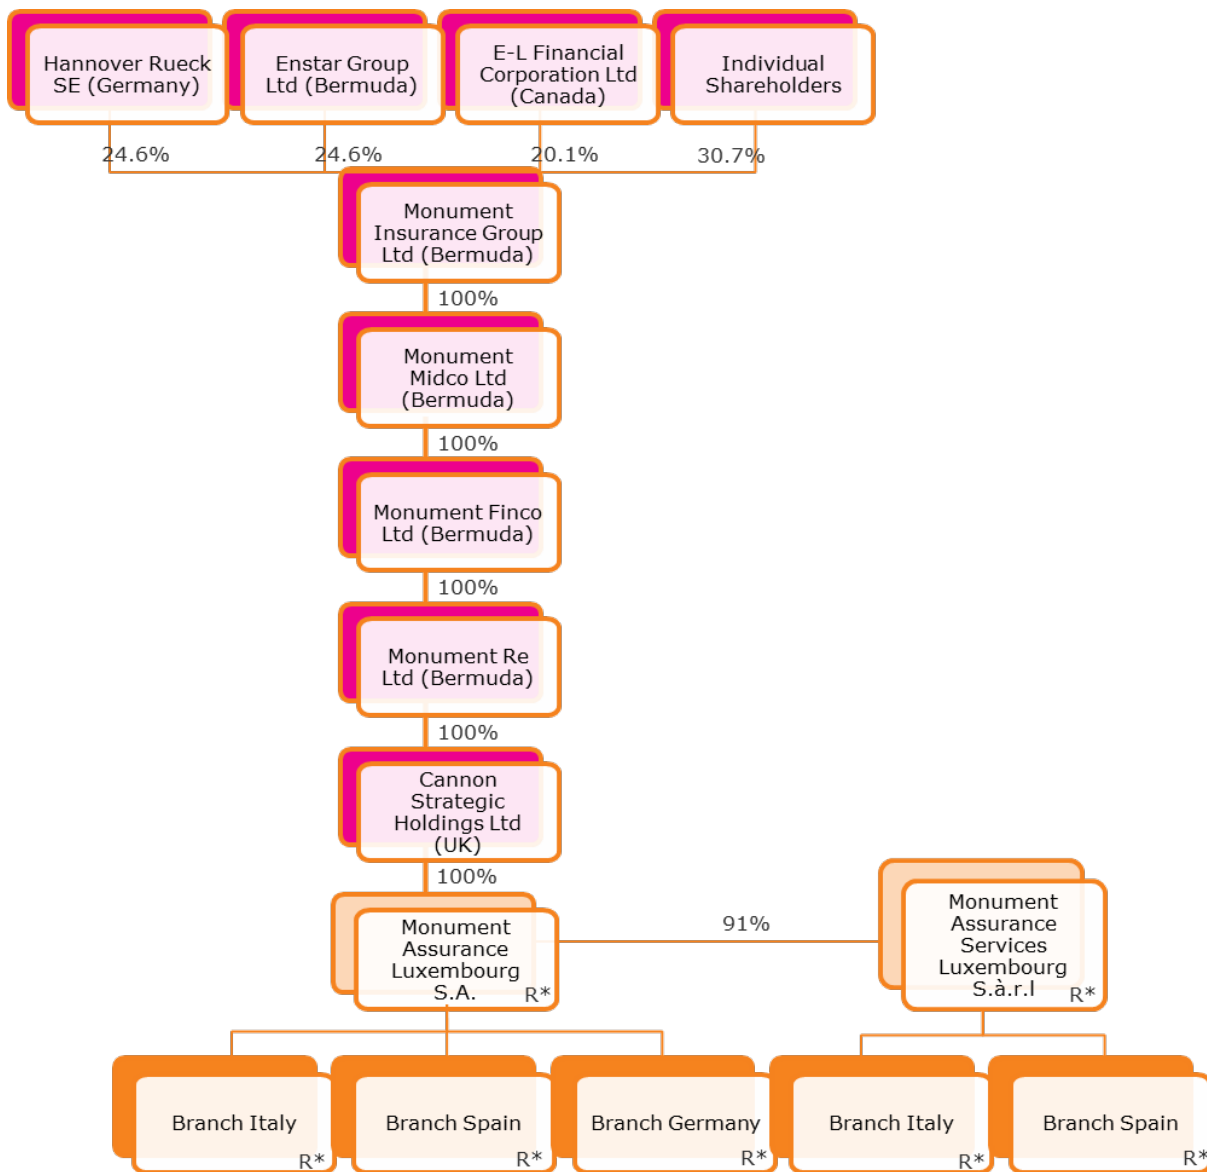 Hannover Rueck
SE (Germany)
Enstar Group
Ltd (Bermuda)
E-L Financial
Corporation Ltd
(Canada)
Individual
Shareholders
24.6%
24.6%
20.1%
30.7%
Monument
Insurance Group
Ltd (Bermuda)
100%
Monument
Midco Ltd
(Bermuda)
100%
Monument Finco
Ltd (Bermuda)
100%
Monument Re
Ltd (Bermuda)
100%
Cannon
Strategic
Holdings Ltd
(UK)
100%
Monument
Assurance
Luxembourg
S.A.
R*
91%
Monument
Assurance
Services
Luxembourg
S.à.r.l
R*
Branch Italy
R*
Branch Spain
R*
Branch Germany
R*
Branch Italy
R*
Branch Spain
R*